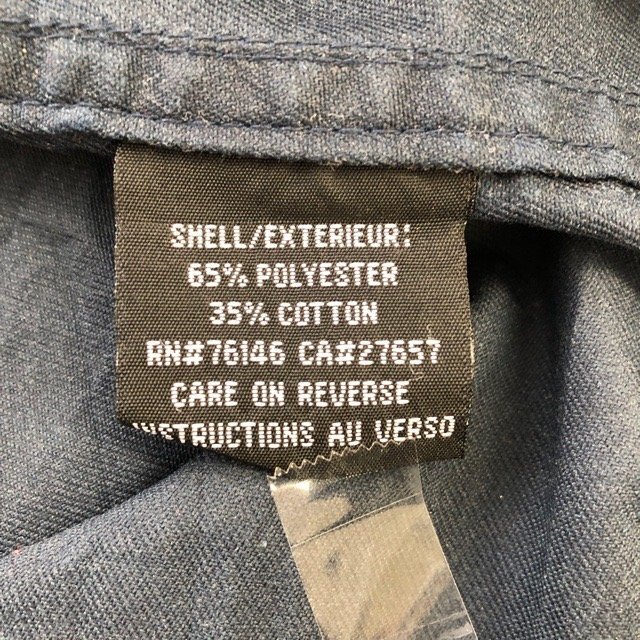 SHELL/EXTERIEUR:
65% POLYESTER
35% COTTON
RN#76146 CA#27657
CARE ON REVERSE
INSTRUCTIONS AU VERSO